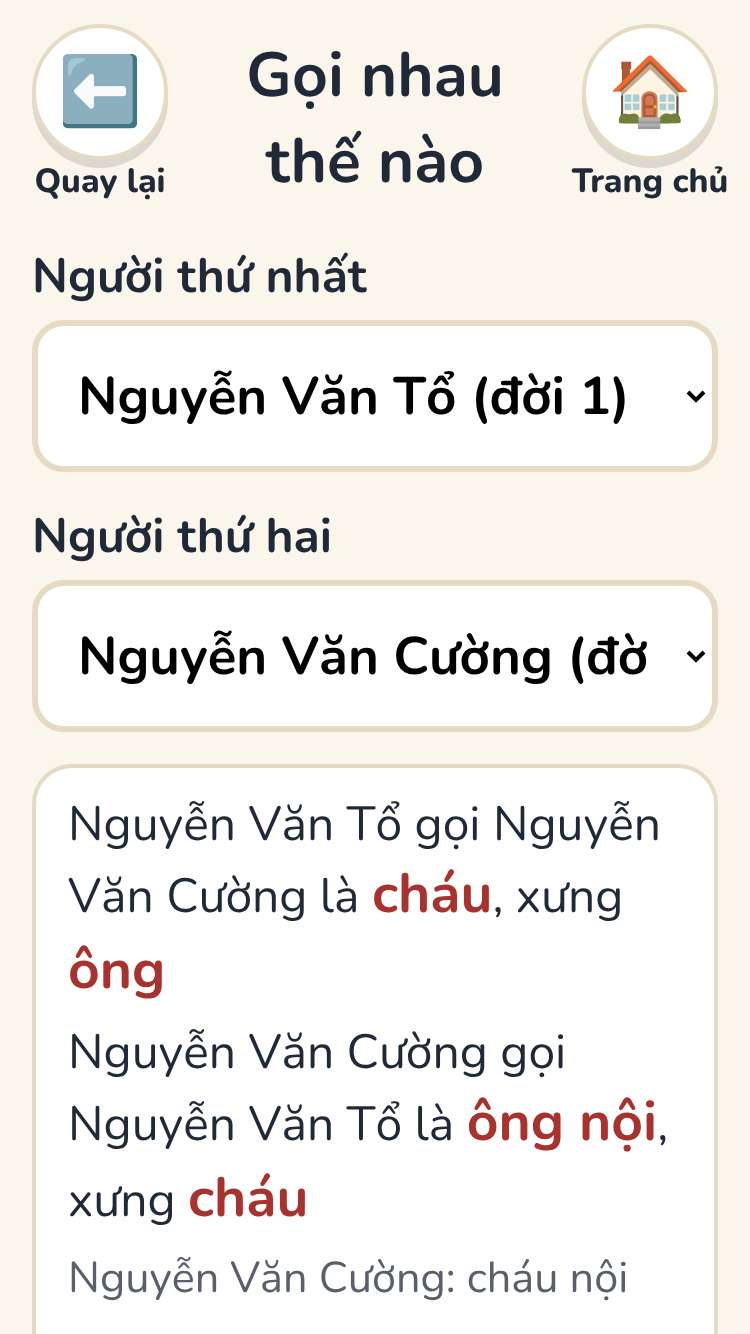 Gọi nhau
thế nào
Quay lại
Trang chủ
Người thứ nhất
Nguyễn Văn Tổ (đời 1)
Người thứ hai
Nguyễn Văn Cường (đờ
Nguyễn Văn Tổ gọi Nguyễn
Văn Cường là cháu, xưng
ông
Nguyễn Văn Cường gọi
Nguyễn Văn Tổ là ông nội,
xưng cháu
Nguyễn Văn Cường: cháu nội